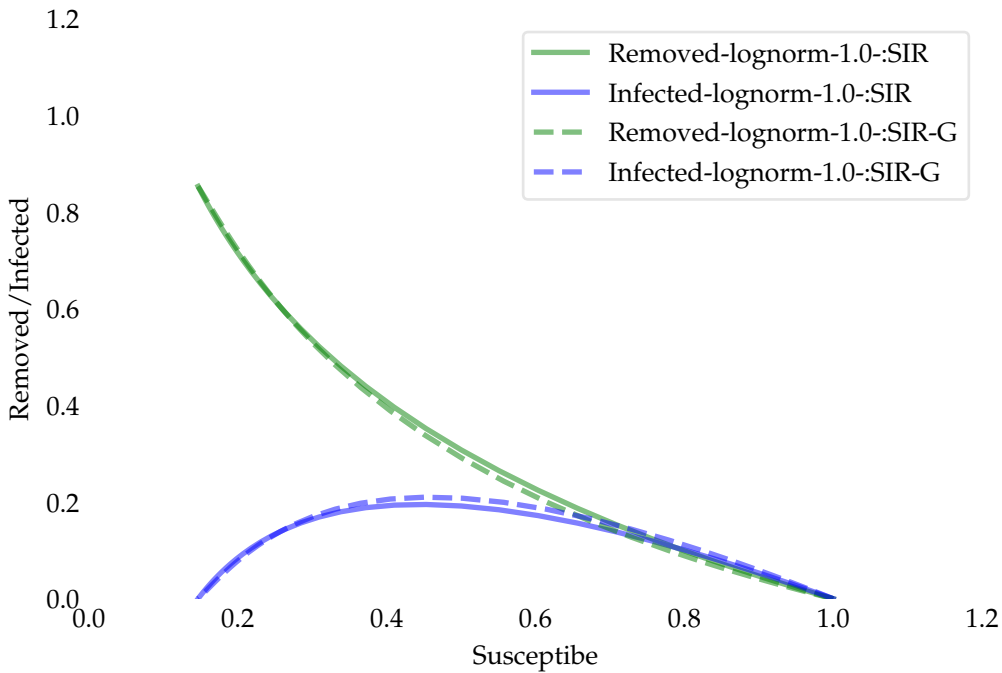 1.2
1.0
0.8
0.6
0.4
0.2
0.0
Removed/Infected
Removed-lognorm-1.0-:SIR
Infected-lognorm-1.0-:SIR
Removed-lognorm-1.0-:SIR-G
Infected-lognorm-1.0-:SIR-G
0.0 0.2 0.4 0.6 0.8 1.0 1.2
Susceptibe